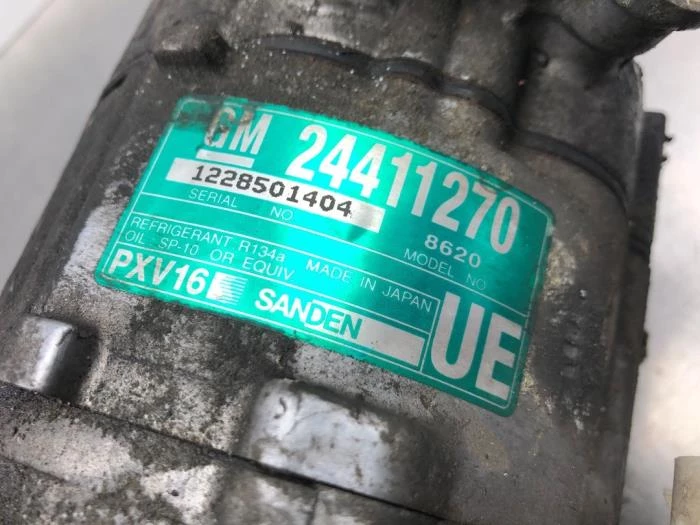 GM 24411270
1228501404
SERIAL NO
8620
MODEL NO
REFRIGERANT R134a
OIL SP-10 OR EQUIV
MADE IN JAPAN
PXV16 SANDEN
UE